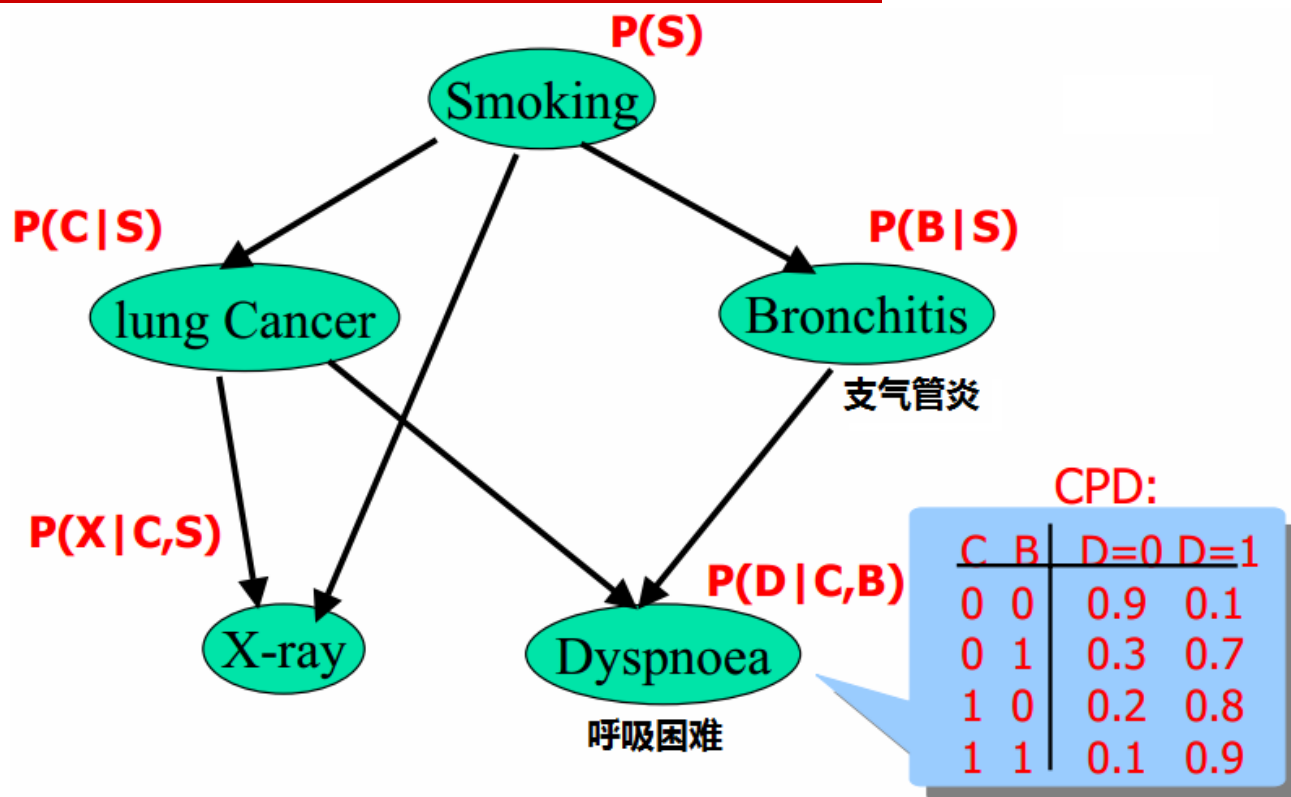 P(S)
Smoking
P(C|S)
P(B|S)
lung Cancer
Bronchitis
支气管炎
CPD:
P(X|C,S)
P(D|C,B)
C B D=0 D=1
0 0 0.9 0.1
0 1 0.3 0.7
1 0 0.2 0.8
1 1 0.1 0.9
X-ray
Dyspnoea
呼吸困难